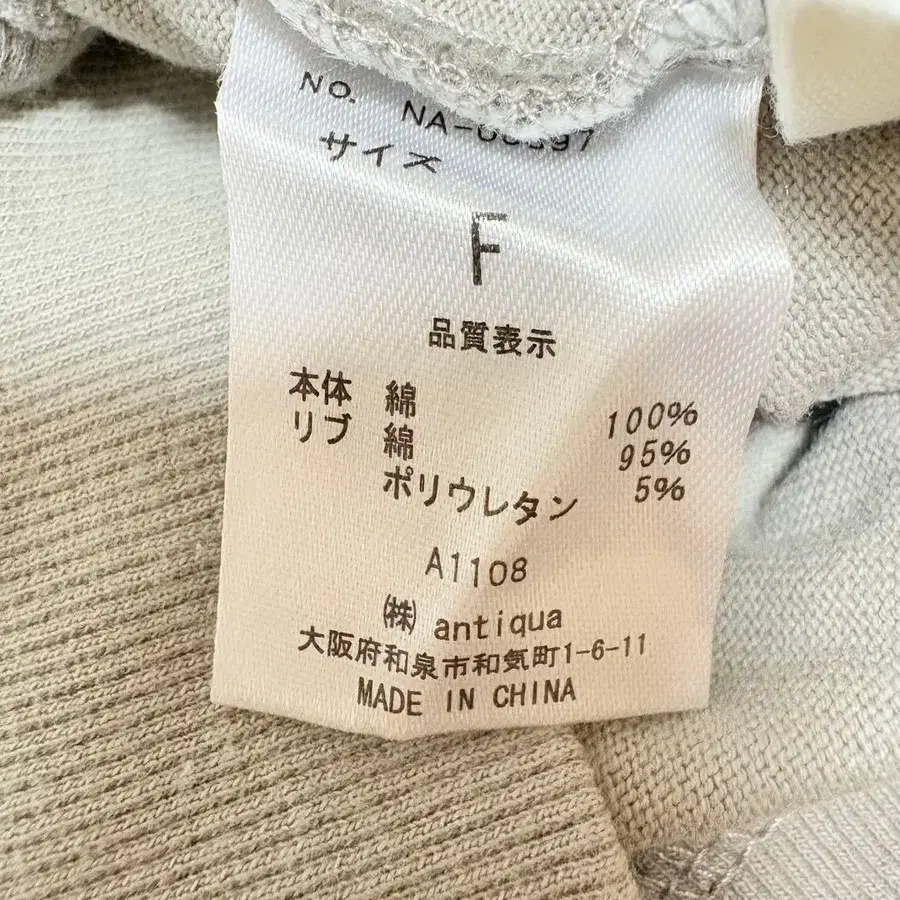 NO.
サイズ
F
品質表示
本体 綿 100%
リブ 綿 95%
ポリウレタン 5%
A1108
㈱ antiqua
大阪府和泉市和気町1-6-11
MADE IN CHINA